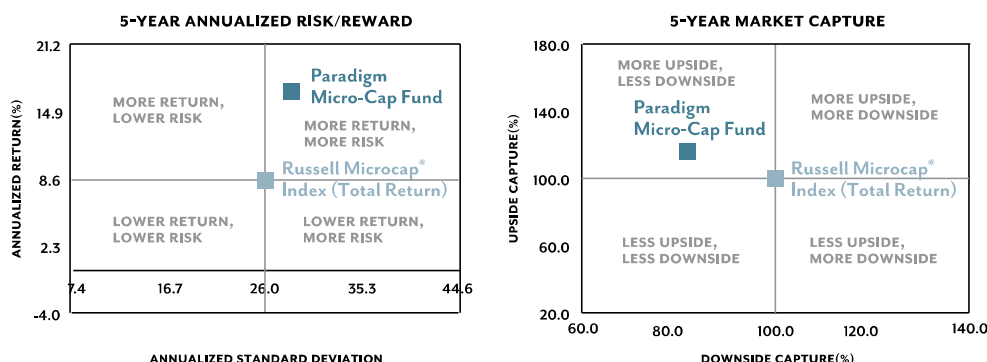 5-YEAR ANNUALIZED RISK/REWARD
21.2
14.9
8.6
2.3
-4.0
ANNUALIZED RETURN(%)
MORE RETURN,
LOWER RISK
Paradigm
Micro-Cap Fund
MORE RETURN,
MORE RISK
Russell Microcap®
Index (Total Return)
LOWER RETURN,
LOWER RISK
LOWER RETURN,
MORE RISK
7.4 16.7 26.0 35.3 44.6
ANNUALIZED STANDARD DEVIATION
5-YEAR MARKET CAPTURE
180.0
140.0
100.0
60.0
20.0
UPSIDE CAPTURE(%)
MORE UPSIDE,
LESS DOWNSIDE
Paradigm
Micro-Cap Fund
MORE UPSIDE,
MORE DOWNSIDE
Russell Microcap®
Index (Total Return)
LESS UPSIDE,
LESS DOWNSIDE
LESS UPSIDE,
MORE DOWNSIDE
60.0 80.0 100.0 120.0 140.0
DOWNSIDE CAPTURE(%)